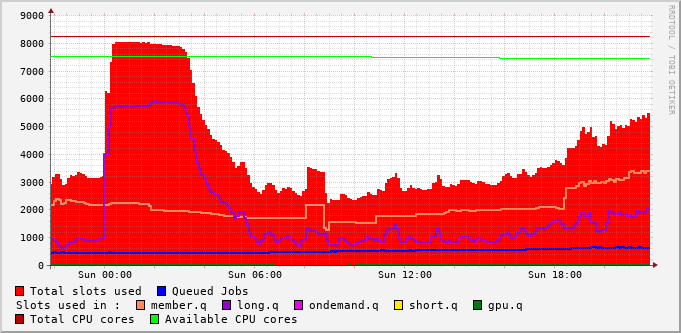 9000
8000
7000
6000
5000
4000
3000
2000
1000
0
Sun 00:00 Sun 06:00 Sun 12:00 Sun 18:00
RRDTOOL / TOBI OETIKER
Total slots used Queued Jobs
Slots used in : member.q long.q ondemand.q short.q gpu.q
Total CPU cores Available CPU cores